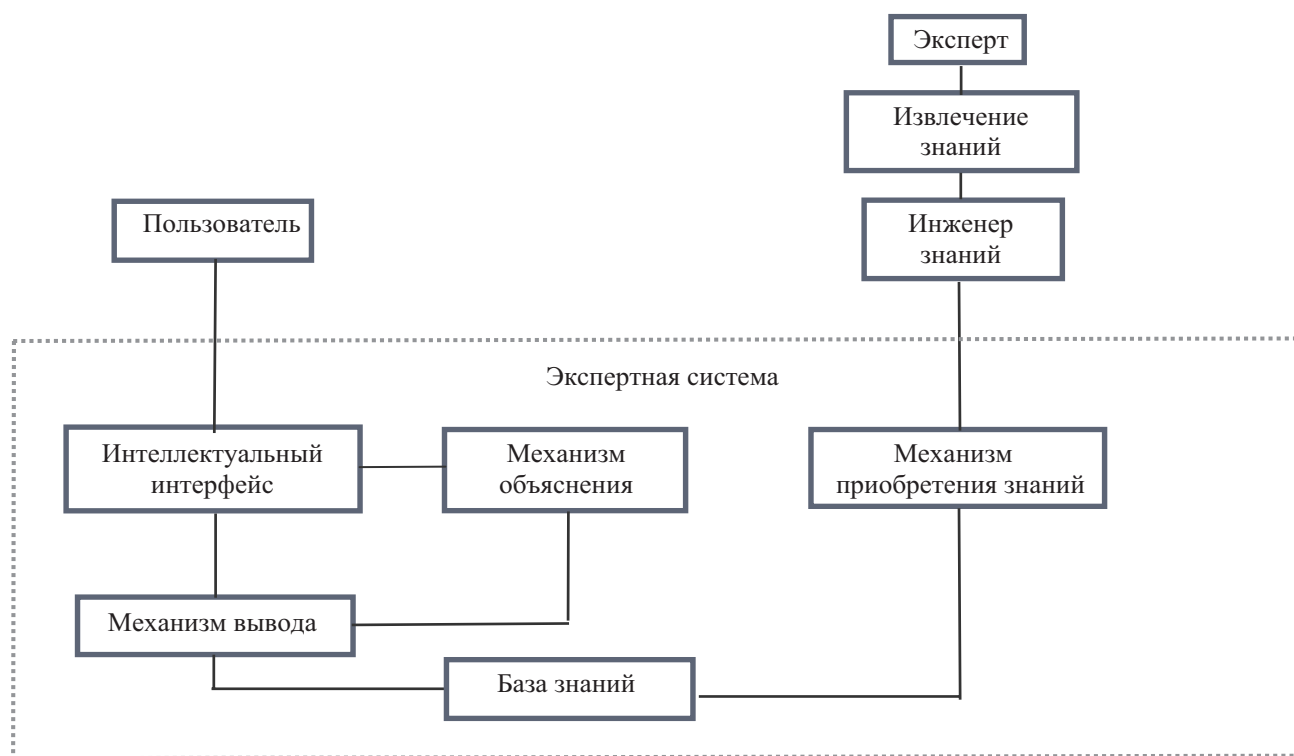 Эксперт
Извлечение
знаний
Пользователь
Инженер
знаний
Экспертная система
Интеллектуальный
интерфейс
Механизм
объяснения
Механизм
приобретения знаний
Механизм вывода
База знаний